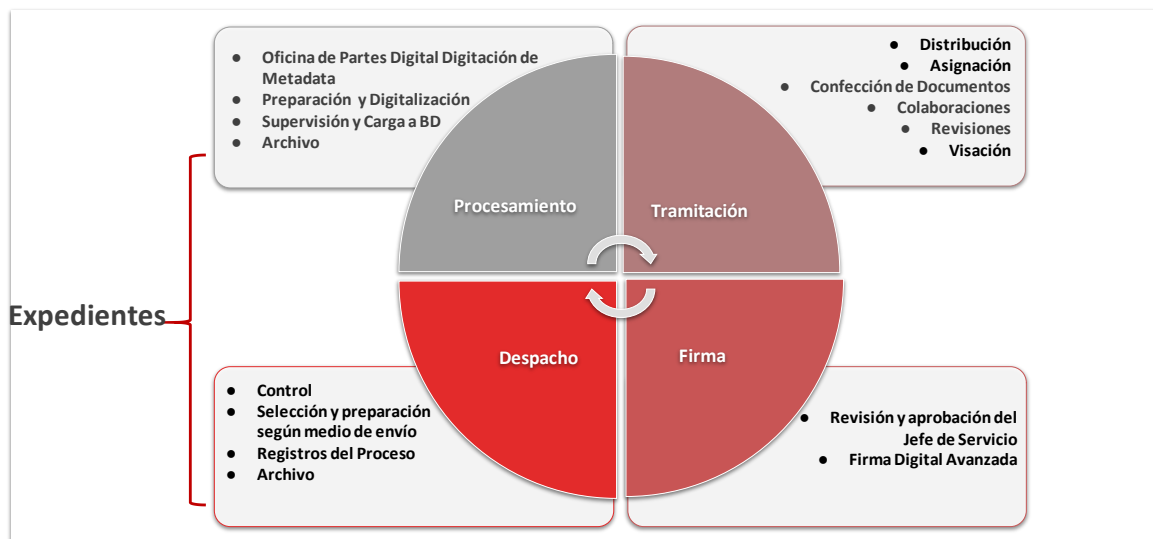 ● Oficina de Partes Digital Digitación de
Metadata
● Preparación y Digitalización
● Supervisión y Carga a BD
● Archivo
● Distribución
● Asignación
● Confección de Documentos
● Colaboraciones
● Revisiones
● Visación
Procesamiento
Tramitación
Expedientes
Despacho
Firma
● Control
● Selección y preparación
según medio de envío
● Registros del Proceso
● Archivo
● Revisión y aprobación del
Jefe de Servicio
● Firma Digital Avanzada